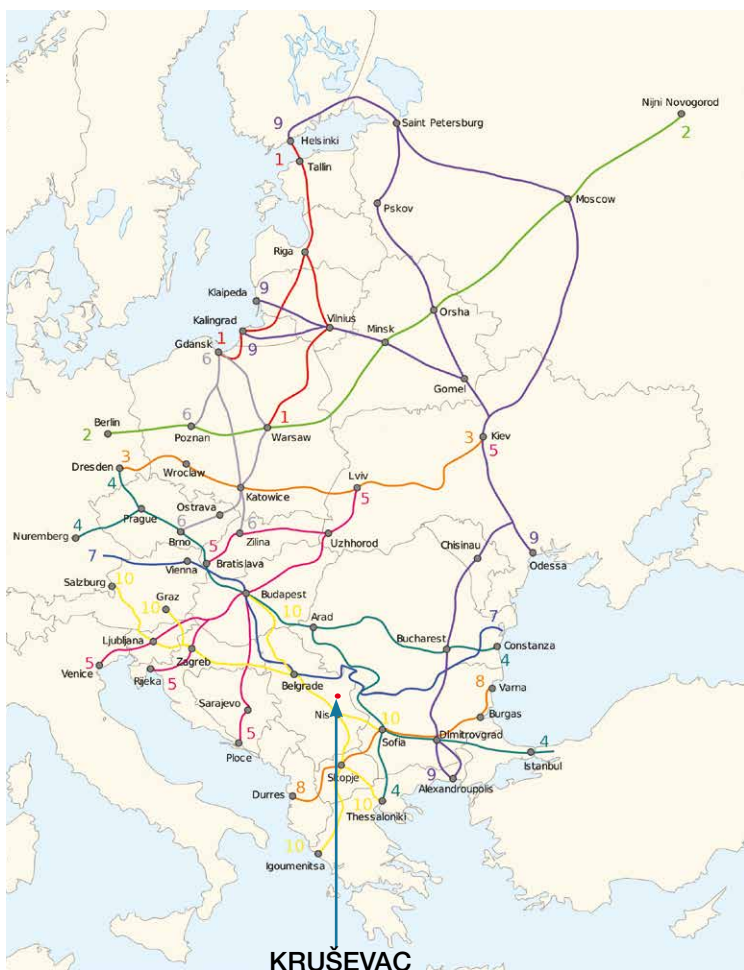 Nijni Novogorod
2
9
Saint Petersburg
Helsinki
1
Tallin
Moscow
Pskov
Riga
9
Klaipeda
Orsha
Kalingrad
Vilnius
1
9
Minsk
Gdansk
6
Gomel
Berlin
6
1
2
Poznan
Warsaw
3
Kiev
5
3
Dresden
Wroclaw
Lviv
4
Katowice
5
Ostrava
Prague
4
6
6
Nuremberg
Brno
Zilina
Uzhhorod
9
Chisinau
5
Odessa
7
Vienna
Bratislava
Salzburg
10
Budapest
Graz
10
10
Arad
7
Ljubljana
Bucharest
Constanza
4
Zagreb
Venice
5
Rijeka
5
Belgrade
8
Varna
Sarajevo
Nis
10
Burgas
5
Sofia
Dimitrovgrad
4
Ploce
Istanbul
Skopje
8
9
Alexandroupolis
Durres
10
4
Thessaloniki
10
Igoumenitsa
KRUŠEVAC